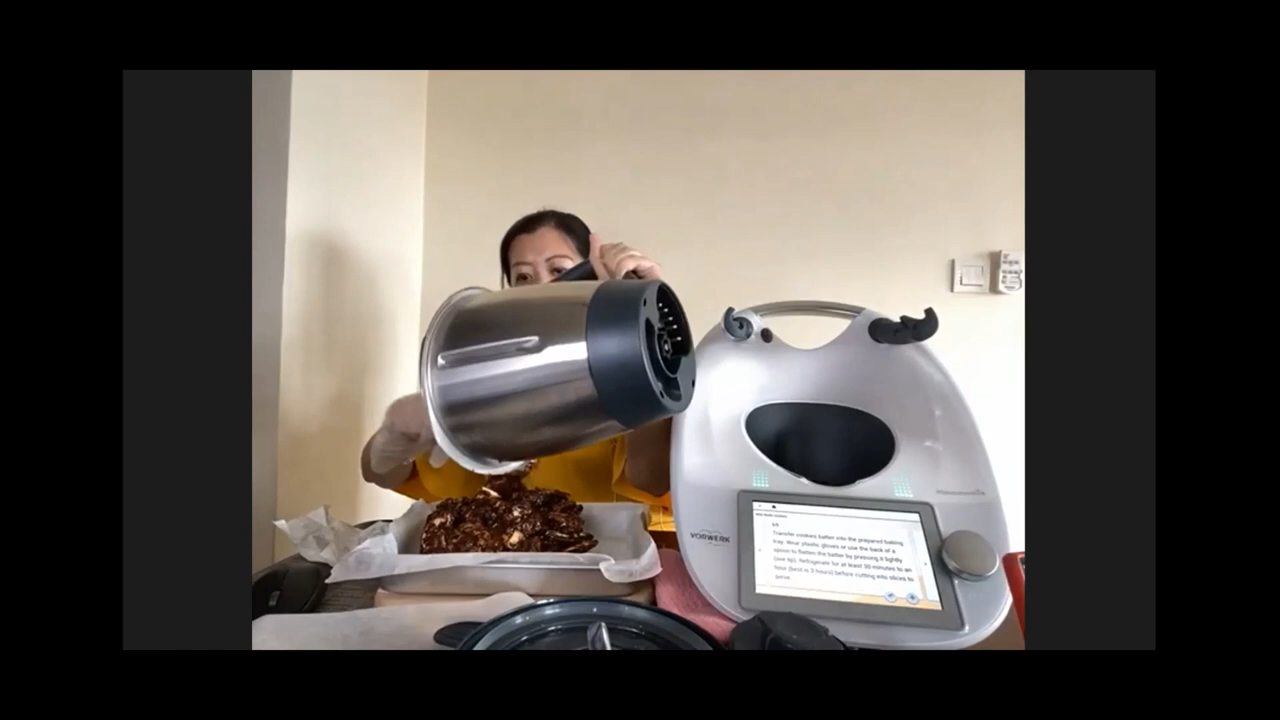 VORWERK
Transfer cookies batter into the prepared baking
tray. Wear plastic gloves or use the back of a
spoon to flatten the batter by pressing it lightly
(see tip). Refrigerate for at least 30 minutes to an
hour (best is 3 hours) before cutting into slices to
serve